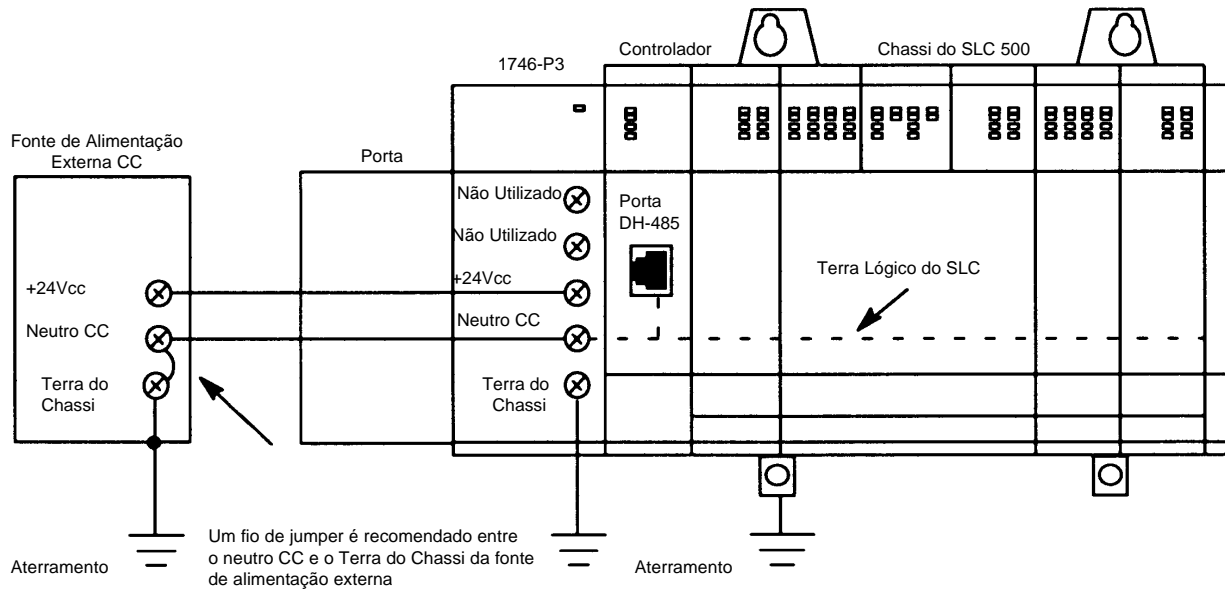 Controlador
Chassi do SLC 500
1746-P3
Fonte de Alimentação
Externa CC
Porta
Não Utilizado
Porta
DH-485
Não Utilizado
Terra Lógico do SLC
+24Vcc
+24Vcc
Neutro CC
Neutro CC
Terra do
Chassi
Terra do
Chassi
Um fio de jumper é recomendado entre
o neutro CC e o Terra do Chassi da fonte
de alimentação externa
Aterramento
Aterramento